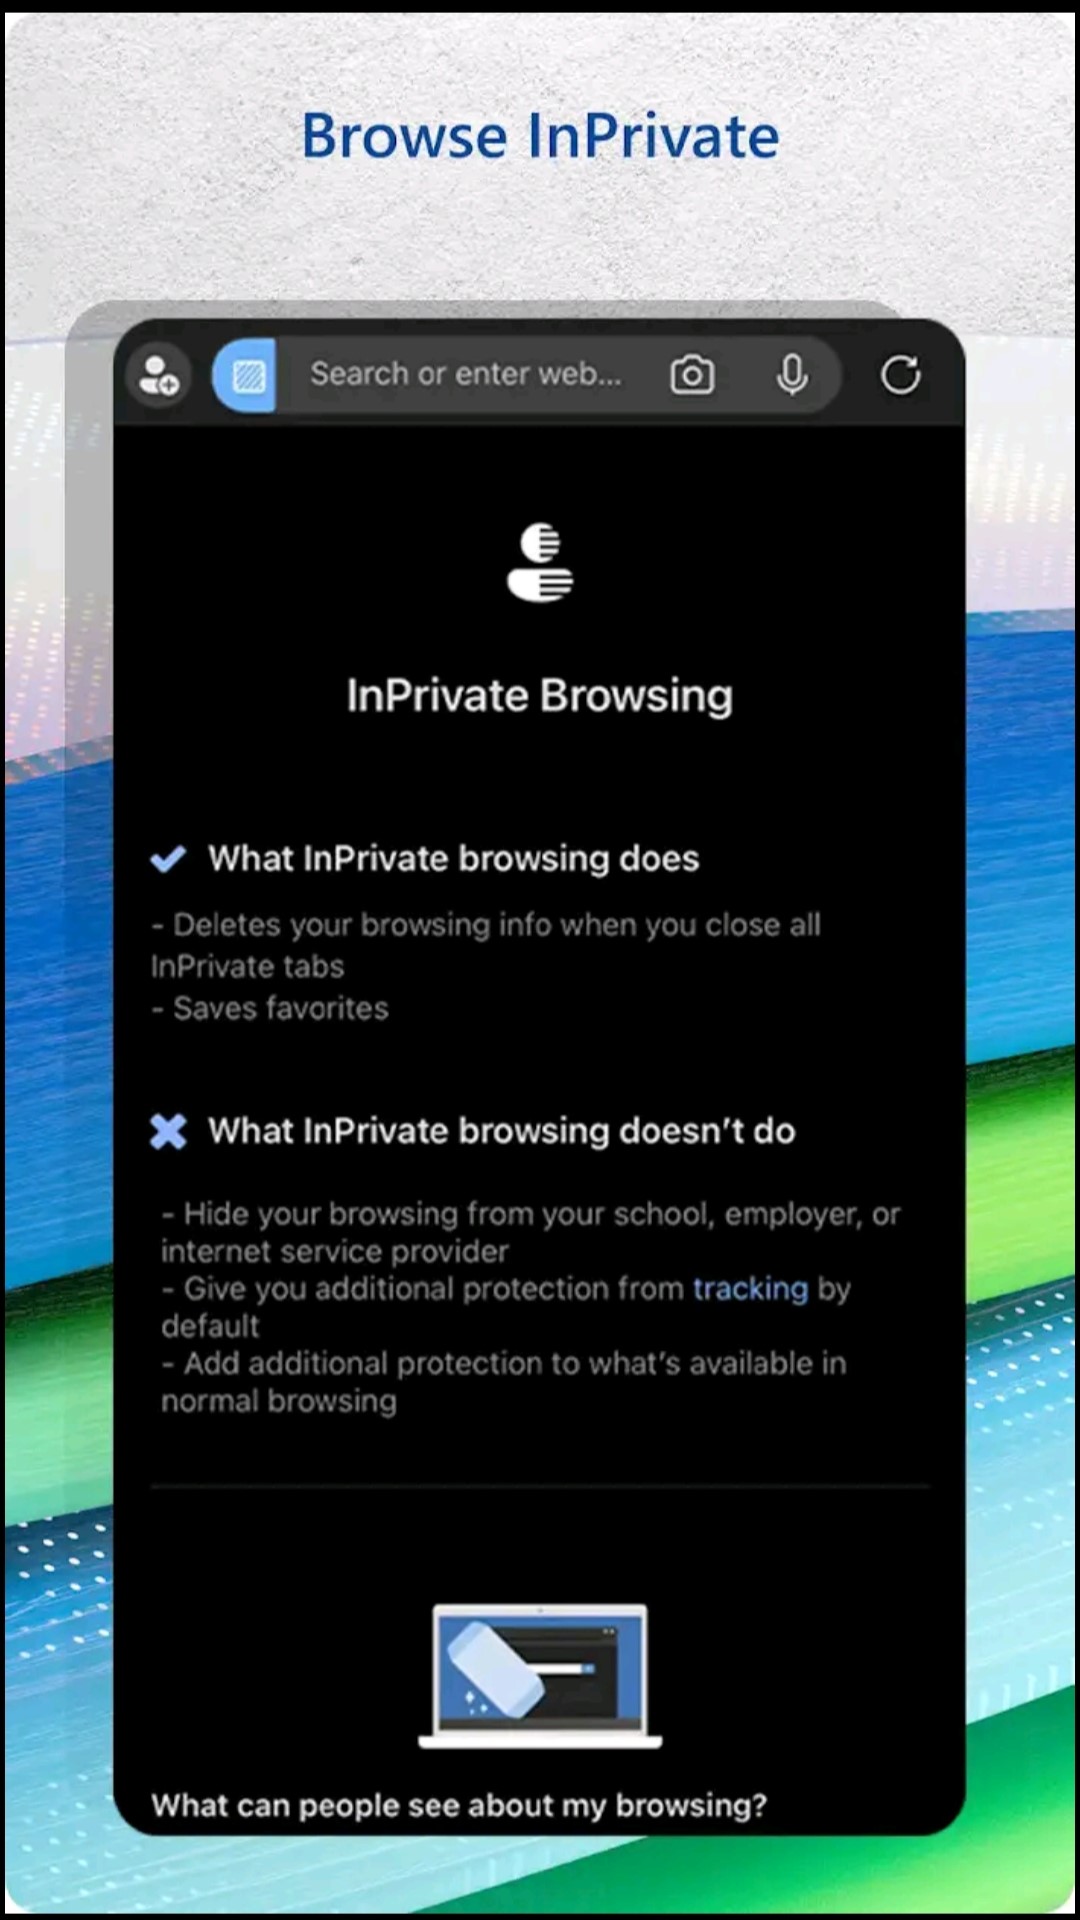 Browse InPrivate
Search or enter web...
InPrivate Browsing
What InPrivate browsing does
- Deletes your browsing info when you close all
InPrivate tabs
- Saves favorites
What InPrivate browsing doesn't do
- Hide your browsing from your school, employer, or
internet service provider
- Give you additional protection from tracking by
default
- Add additional protection to what's available in
normal browsing
What can people see about my browsing?